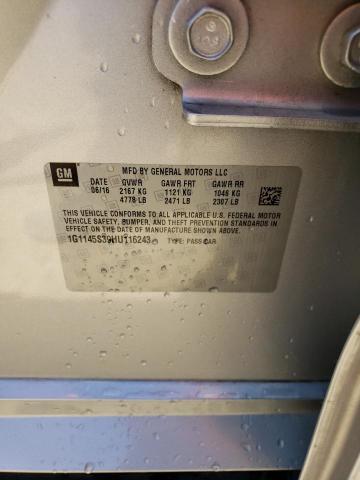 GM
MFD BY GENERAL MOTORS LLC
DATE GVWR GAWR FRT GAWR RR
06/16 2167 KG 1121 KG 1046 KG
4778 LB 2471 LB 2307 LB
THIS VEHICLE CONFORMS TO ALL APPLICABLE U.S. FEDERAL MOTOR
VEHICLE SAFETY, BUMPER, AND THEFT PREVENTION STANDARDS IN
EFFECT ON THE DATE OF MANUFACTURE SHOWN ABOVE.
TYPE: PASS CAR